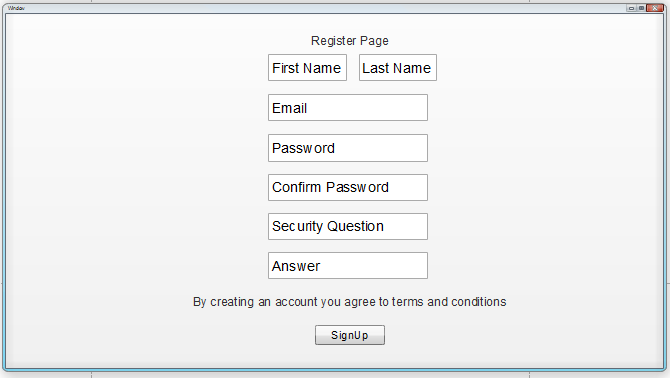 Window
Register Page
First Name Last Name
Email
Password
Confirm Password
Security Question
Answer
By creating an account you agree to terms and conditions
SignUp